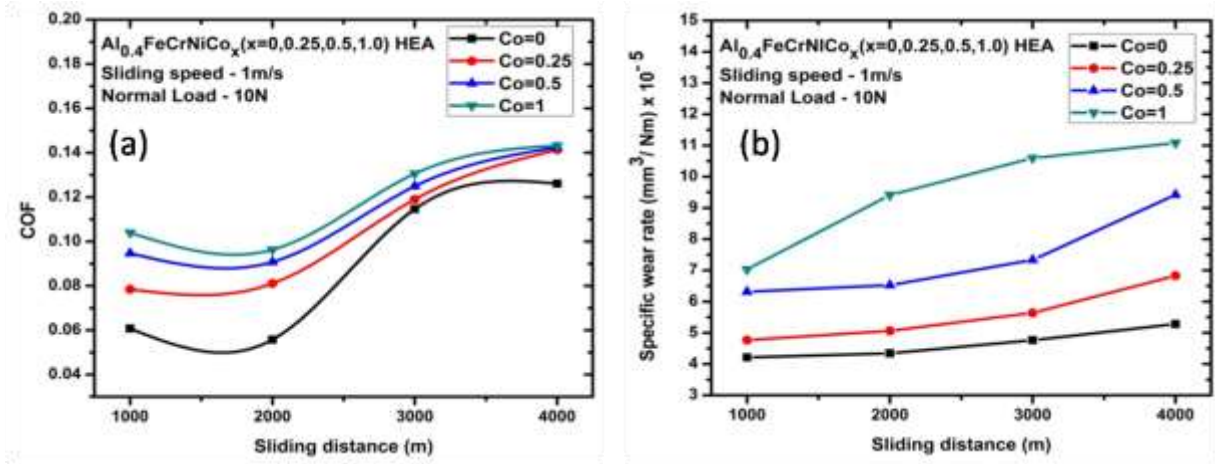 0.20
0.18
0.16
0.14
0.12
0.10
0.08
0.06
0.04
COF
Al0.4FeCrNiCox(x=0,0.25,0.5,1.0) HEA
Sliding speed - 1m/s
Normal Load - 10N
Co=0
Co=0.25
Co=0.5
Co=1
(a)
1000 2000 3000 4000
Sliding distance (m)
15
14
13
12
11
10
9
8
7
6
5
4
3
Specific wear rate (mm3/ Nm) x 10- 5
Al0.4FeCrNiCox(x=0,0.25,0.5,1.0) HEA
Sliding speed - 1m/s
Normal Load - 10N
Co=0
Co=0.25
Co=0.5
Co=1
(b)
1000 2000 3000 4000
Sliding distance (m)